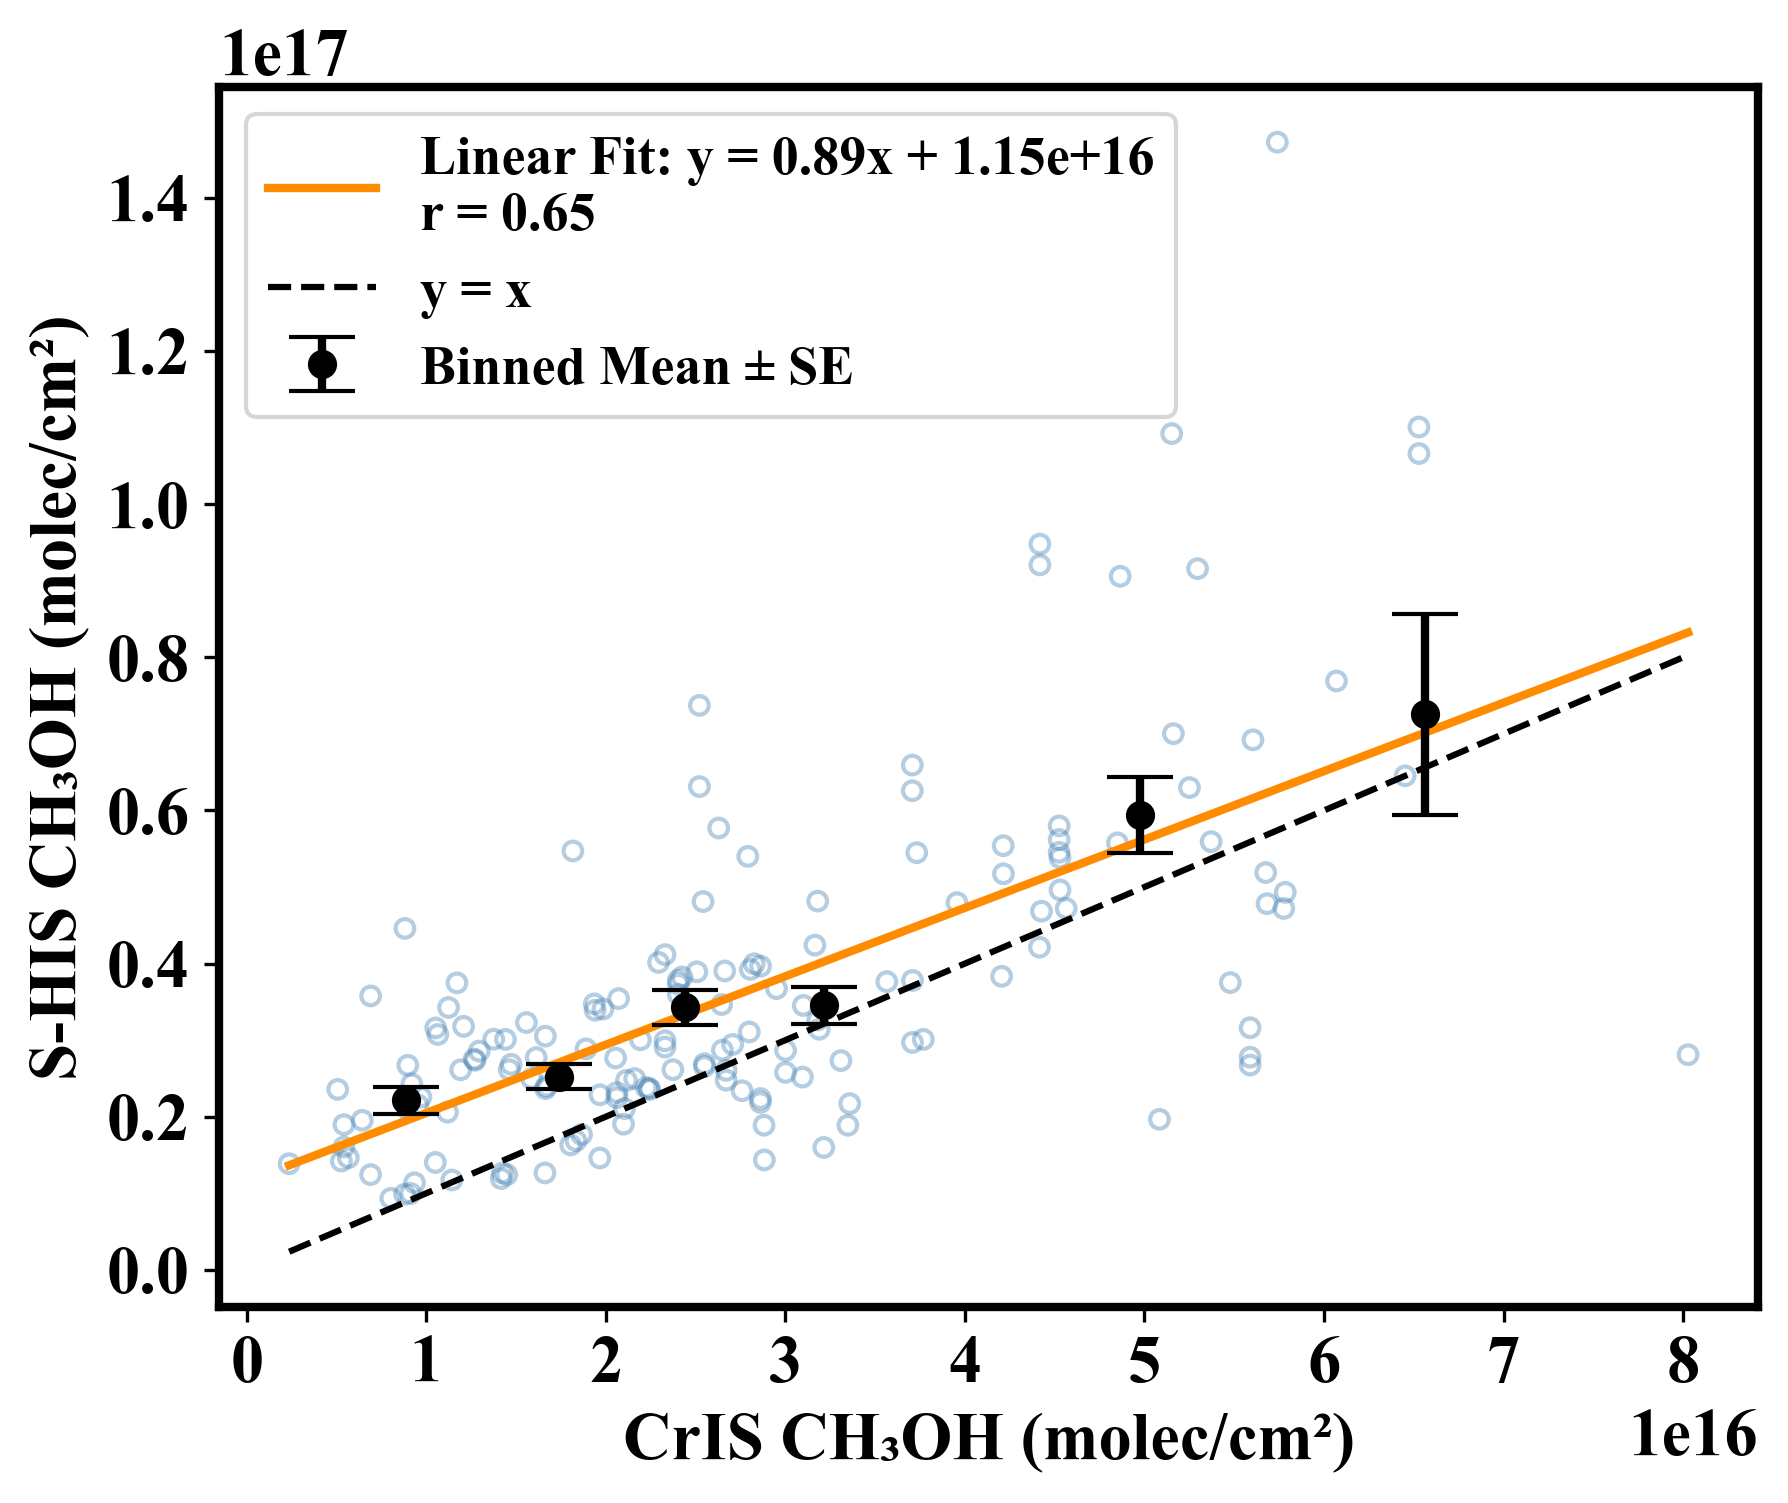 1e17
Linear Fit: y = 0.89x + 1.15e+16
r = 0.65
y = x
Binned Mean ± SE
S-HIS CH₃OH (molec/cm²)
1.4
1.2
1.0
0.8
0.6
0.4
0.2
0.0
0 1 2 3 4 5 6 7 8
CrIS CH₃OH (molec/cm²)
1e16